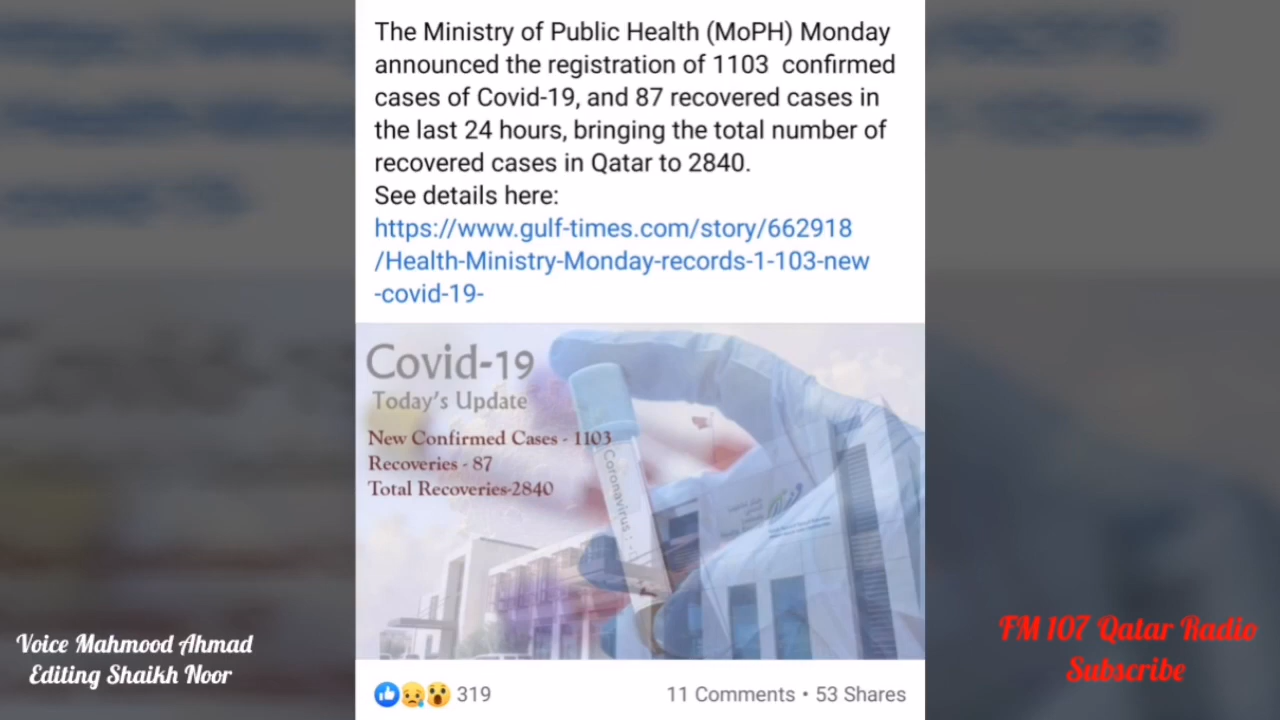 The Ministry of Public Health (MoPH) Monday
announced the registration of 1103 confirmed
cases of Covid-19, and 87 recovered cases in
the last 24 hours, bringing the total number of
recovered cases in Qatar to 2840.
See details here:
https://www.gulf-times.com/story/662918
/Health-Ministry-Monday-records-1-103-new
-covid-19-
Covid-19
Today's Update
New Confirmed Cases - 1103
Recoveries - 87
Total Recoveries-2840
Coronavirus : -
Voice Mahmood Ahmad
Editing Shaikh Noor
FM 107 Qatar Radio
Subscribe
319
11 Comments • 53 Shares